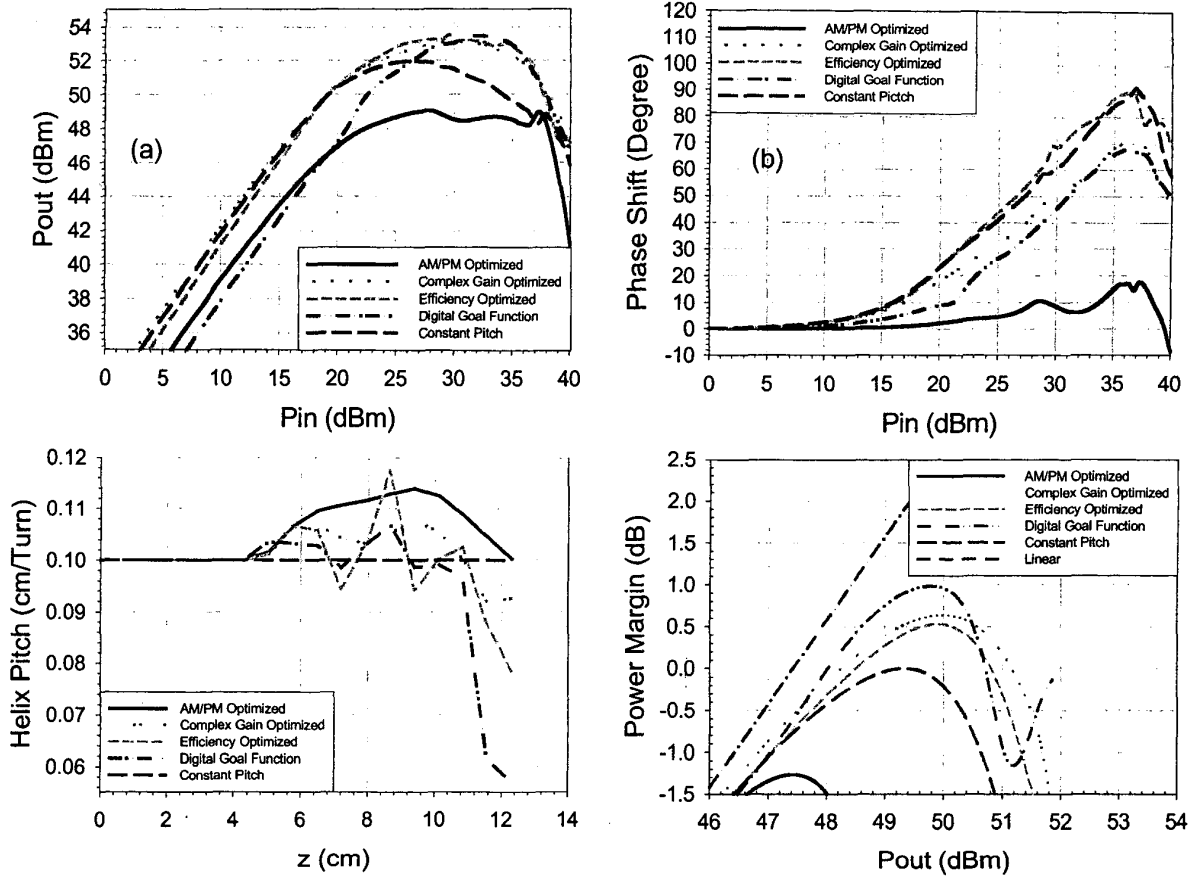 54
52
50
48
46
44
42
40
38
36
Pout (dBm)
(a)
AM/PM Optimized
Complex Gain Optimized
Efficiency Optimized
Digital Goal Function
Constant Pitch
0 5 10 15 20 25 30 35 40
Pin (dBm)
120
110
100
90
80
70
60
50
40
30
20
10
0
-10
Phase Shift (Degree)
(b)
AM/PM Optimized
Complex Gain Optimized
Efficiency Optimized
Digital Goal Function
Constant Pictch
0 5 10 15 20 25 30 35 40
Pin (dBm)
0.12
0.11
0.10
0.09
0.08
0.07
0.06
Helix Pitch (cm/Turn)
AM/PM Optimized
Complex Gain Optimized
Efficiency Optimized
Digital Goal Function
Constant Pitch
0 2 4 6 8 10 12 14
z (cm)
2.5
2.0
1.5
1.0
0.5
0.0
-0.5
-1.0
-1.5
Power Margin (dB)
AM/PM Optimized
Complex Gain Optimized
Efficiency Optimized
Digital Goal Function
Constant Pitch
Linear
46 47 48 49 50 51 52 53 54
Pout (dBm)